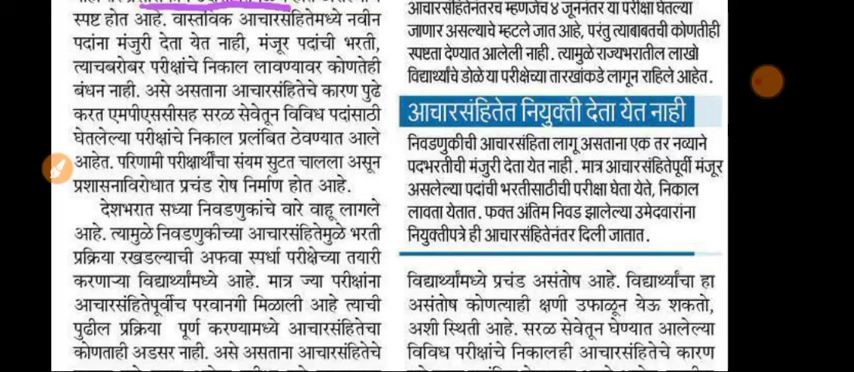 स्पष्ट होत आहे. वास्तविक आचारसंहितेमध्ये नवीन
पदांना मंजुरी देता येत नाही, मंजूर पदांची भरती,
त्याचबरोबर परीक्षांचे निकाल लावण्यावर कोणतेही
बंधन नाही. असे असताना आचारसंहितेचे कारण पुढे
करत एमपीएससीसह सरळ सेवेतून विविध पदांसाठी
घेतलेल्या परीक्षांचे निकाल प्रलंबित ठेवण्यात आले
आहेत. परिणामी परीक्षार्थींचा संयम सुटत चालला असून
प्रशासनाविरोधात प्रचंड रोष निर्माण होत आहे.
देशभरात सध्या निवडणुकांचे वारे वाहू लागले
आहे. त्यामुळे निवडणुकीच्या आचारसंहितेमुळे भरती
प्रक्रिया रखडल्याची अफवा स्पर्धा परीक्षेच्या तयारी
करणाऱ्या विद्यार्थ्यांमध्ये आहे. मात्र ज्या परीक्षांना
आचारसंहितेपूर्वीच परवानगी मिळाली आहे त्याची
पुढील प्रक्रिया पूर्ण करण्यामध्ये आचारसंहितेचा
कोणताही अडसर नाही. असे असताना आचारसंहितेचे
आचारसंहितेनंतरच म्हणजेच ४ जूननंतर या परीक्षा घेतल्या
जाणार असल्याचे म्हटले जात आहे, परंतु त्याबाबतची कोणतीही
स्पष्टता देण्यात आलेली नाही. त्यामुळे राज्यभरातील लाखो
विद्यार्थ्यांचे डोळे या परीक्षेच्या तारखांकडे लागून राहिले आहेत.
आचारसंहितेत नियुक्ती देता येत नाही
निवडणुकीची आचारसंहिता लागू असताना एक तर नव्याने
पदभरतीची मंजुरी देता येत नाही. मात्र आचारसंहितेपूर्वी मंजूर
असलेल्या पदांची भरतीसाठीची परीक्षा घेता येते, निकाल
लावता येतात. फक्त अंतिम निवड झालेल्या उमेदवारांना
नियुक्तीपत्रे ही आचारसंहितेनंतर दिली जातात.
विद्यार्थ्यांमध्ये प्रचंड असंतोष आहे. विद्यार्थ्यांचा हा
असंतोष कोणत्याही क्षणी उफाळून येऊ शकतो,
अशी स्थिती आहे. सरळ सेवेतून घेण्यात आलेल्या
विविध परीक्षांचे निकालही आचारसंहितेचे कारण